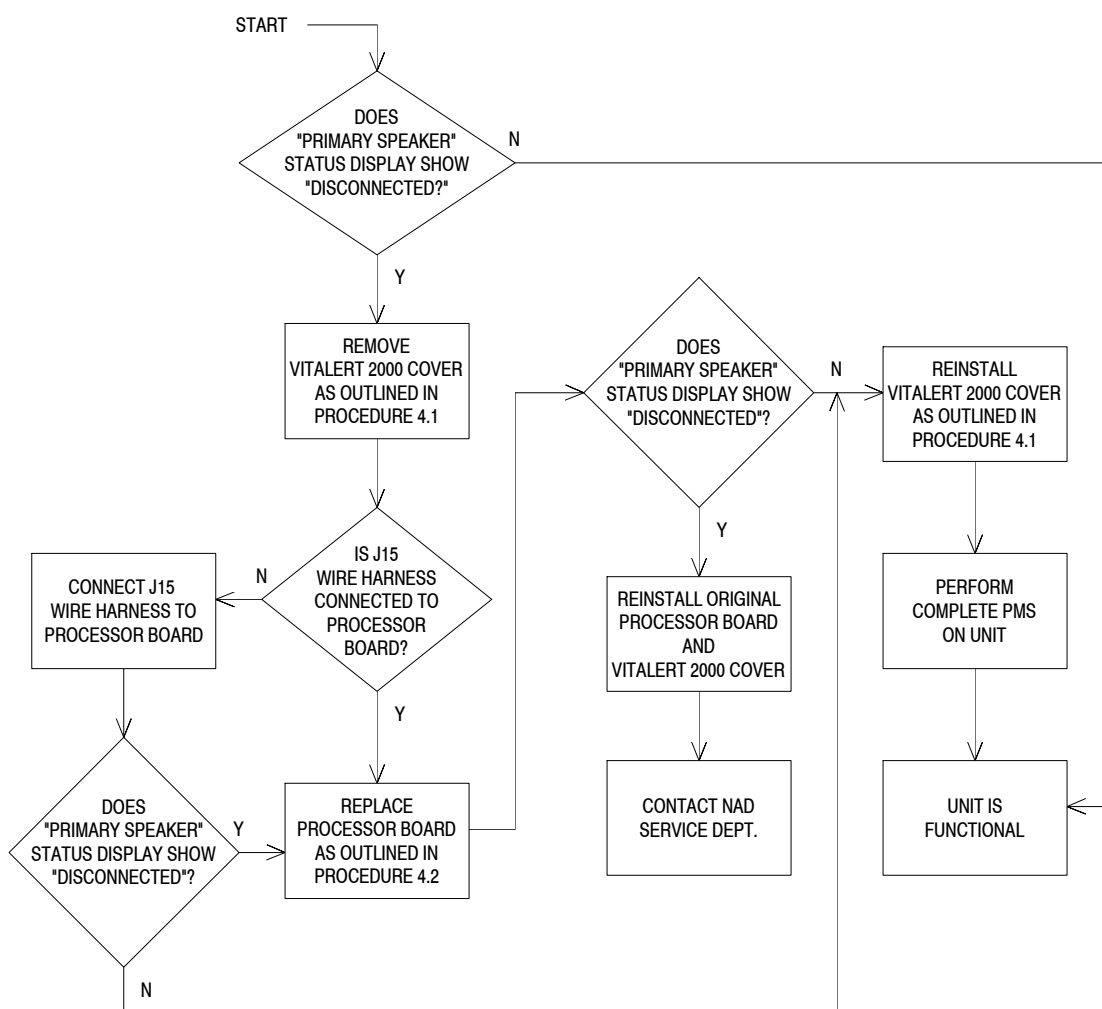 START
DOES
"PRIMARY SPEAKER"
STATUS DISPLAY SHOW
"DISCONNECTED?"
N
Y
REMOVE
VITALERT 2000 COVER
AS OUTLINED IN
PROCEDURE 4.1
IS J15
WIRE HARNESS
CONNECTED TO
PROCESSOR
BOARD?
N
Y
CONNECT J15
WIRE HARNESS TO
PROCESSOR BOARD
DOES
"PRIMARY SPEAKER"
STATUS DISPLAY SHOW
"DISCONNECTED"?
Y
N
REPLACE
PROCESSOR BOARD
AS OUTLINED IN
PROCEDURE 4.2
DOES
"PRIMARY SPEAKER"
STATUS DISPLAY SHOW
"DISCONNECTED"?
N
Y
REINSTALL ORIGINAL
PROCESSOR BOARD
AND
VITALERT 2000 COVER
CONTACT NAD
SERVICE DEPT.
REINSTALL
VITALERT 2000 COVER
AS OUTLINED IN
PROCEDURE 4.1
PERFORM
COMPLETE PMS
ON UNIT
UNIT IS
FUNCTIONAL